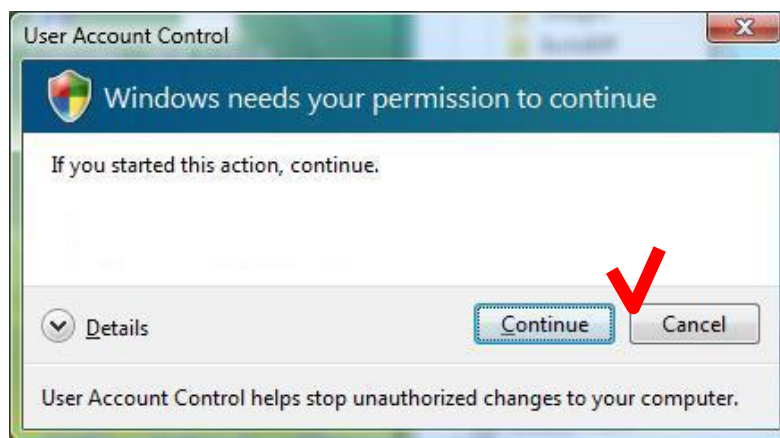 User Account Control
Windows needs your permission to continue
If you started this action, continue.
Details
Continue
Cancel
User Account Control helps stop unauthorized changes to your computer.